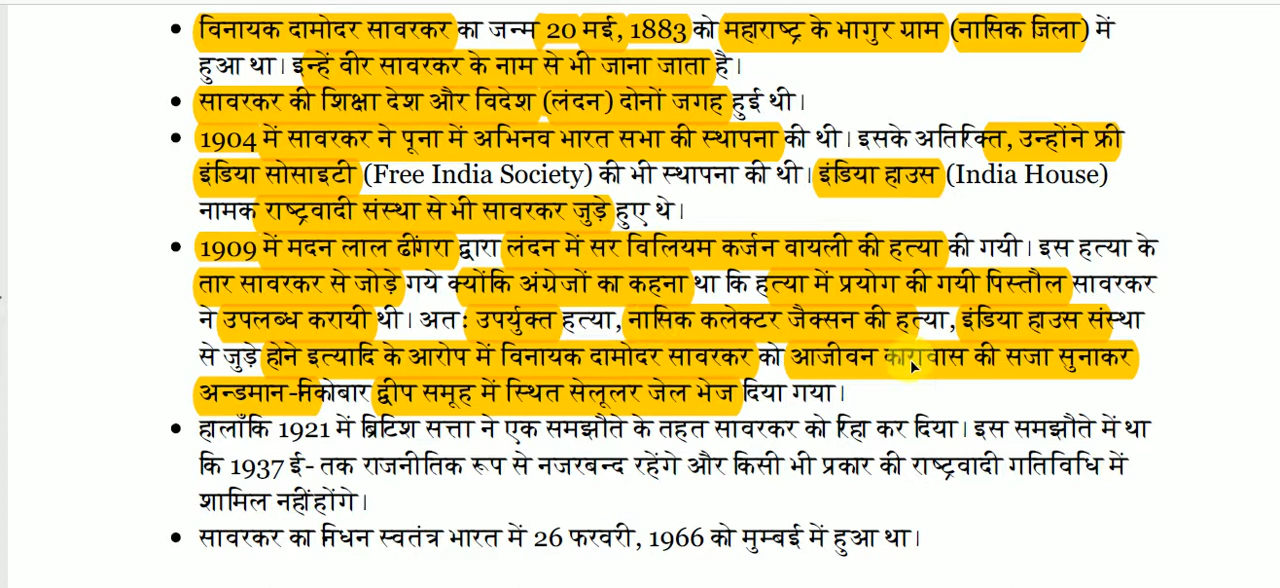 • विनायक दामोदर सावरकर का जन्म 20 मई, 1883 को महाराष्ट्र के भागुर ग्राम (नासिक जिला) में
हुआ था। इन्हें वीर सावरकर के नाम से भी जाना जाता है।
• सावरकर की शिक्षा देश और विदेश (लंदन) दोनों जगह हुई थी।
• 1904 में सावरकर ने पूना में अभिनव भारत सभा की स्थापना की थी। इसके अतिरिक्त, उन्होंने फ्री
इंडिया सोसाइटी (Free India Society) की भी स्थापना की थी। इंडिया हाउस (India House)
नामक राष्ट्रवादी संस्था से भी सावरकर जुड़े हुए थे।
• 1909 में मदन लाल ढींगरा द्वारा लंदन में सर विलियम कर्जन वायली की हत्या की गयी। इस हत्या के
तार सावरकर से जोड़े गये क्योंकि अंग्रेजों का कहना था कि हत्या में प्रयोग की गयी पिस्तौल सावरकर
ने उपलब्ध करायी थी। अतः उपर्युक्त हत्या, नासिक कलेक्टर जैक्सन की हत्या, इंडिया हाउस संस्था
से जुड़े होने इत्यादि के आरोप में विनायक दामोदर सावरकर को आजीवन कारावास की सजा सुनाकर
अन्डमान-निकोबार द्वीप समूह में स्थित सेलूलर जेल भेज दिया गया।
• हालाँकि 1921 में ब्रिटिश सत्ता ने एक समझौते के तहत सावरकर को रिहा कर दिया। इस समझौते में था
कि 1937 ई- तक राजनीतिक रूप से नजरबन्द रहेंगे और किसी भी प्रकार की राष्ट्रवादी गतिविधि में
शामिल नहीं होंगे।
• सावरकर का निधन स्वतंत्र भारत में 26 फरवरी, 1966 को मुम्बई में हुआ था।